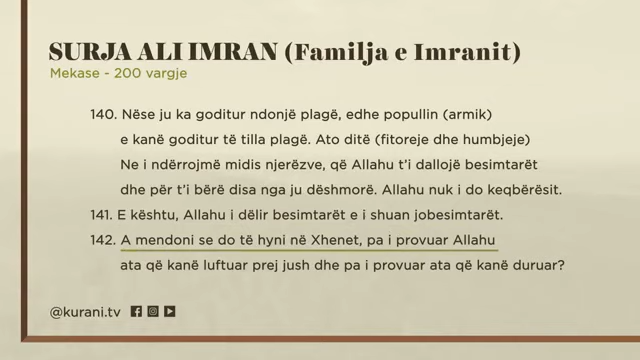 SURJA ALI IMRAN (Familja e Imranit)
Mekase - 200 vargje
140. Nëse ju ka goditur ndonjë plagë, edhe popullin (armik)
e kanë goditur të tilla plagë. Ato ditë (fitoreje dhe humbjeje)
Ne i ndërrojmë midis njerëzve, që Allahu t'i dallojë besimtarët
dhe për t'i bërë disa nga ju dëshmorë. Allahu nuk i do keqbërësit.
141. E kështu, Allahu i dëlir besimtarët e i shuan jobesimtarët.
142. A mendoni se do të hyni në Xhenet, pa i provuar Allahu
ata që kanë luftuar prej jush dhe pa i provuar ata që kanë duruar?
@kurani.tv